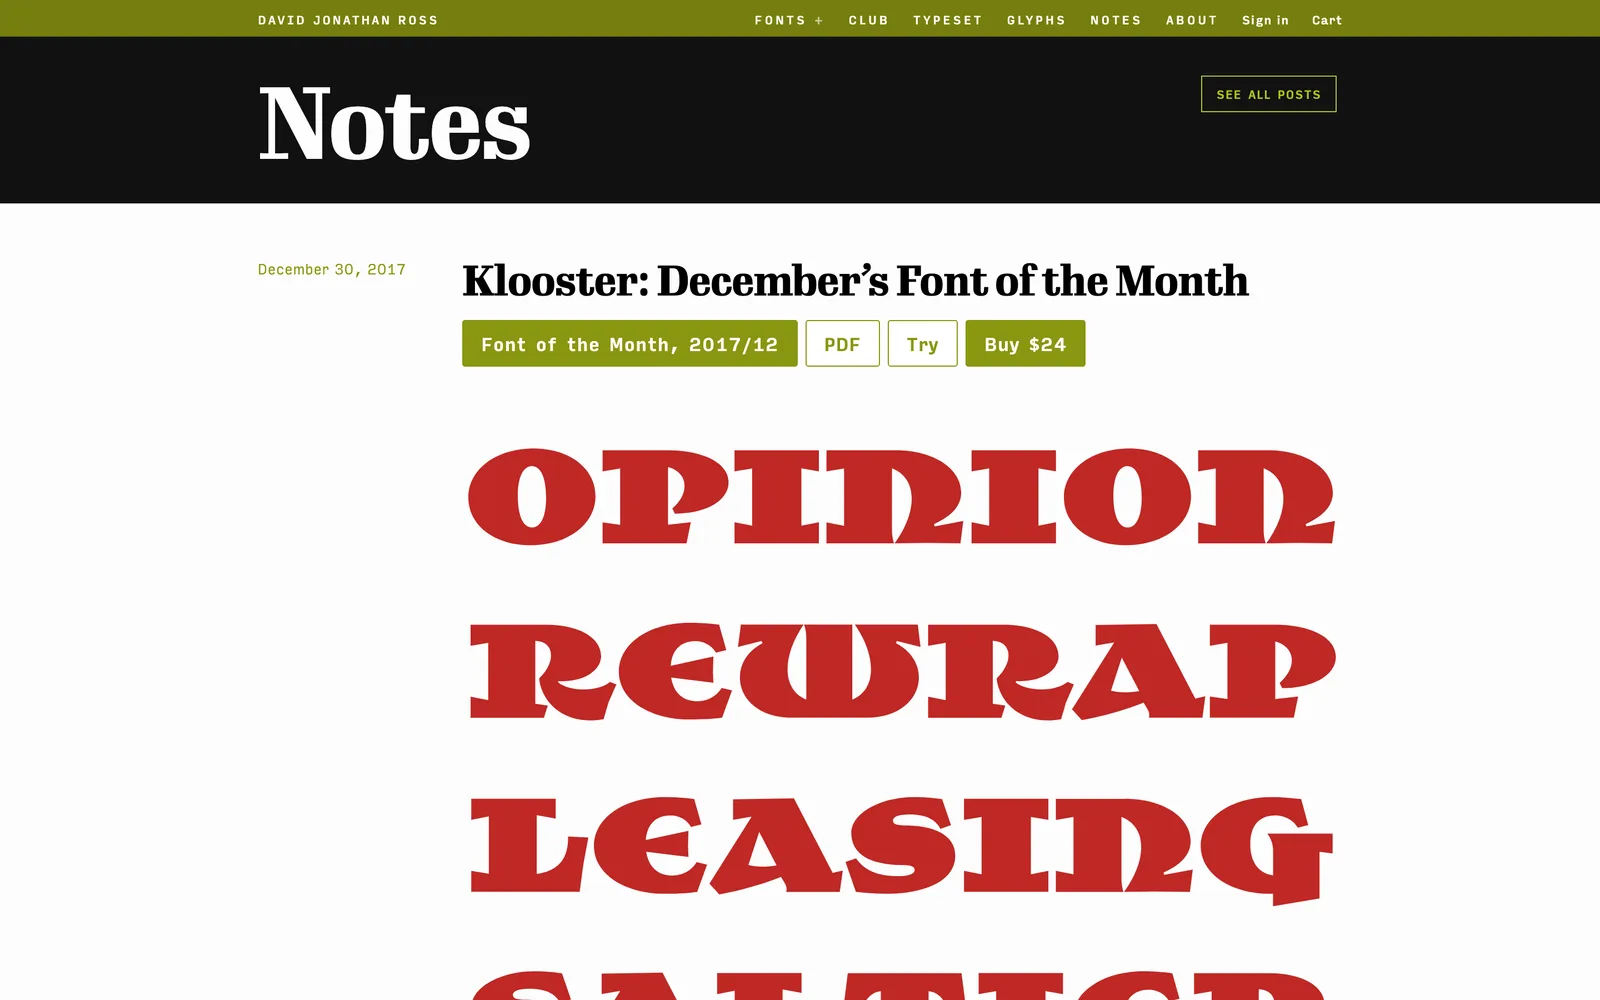 DAVID JONATHAN ROSS
FONTS + CLUB TYPESET GLYPHS NOTES ABOUT Sign in Cart
Notes
SEE ALL POSTS
December 30, 2017
Klooster: December’s Font of the Month
Font of the Month, 2017/12 PDF Try Buy $24
OPINION
REWRAP
LEASING